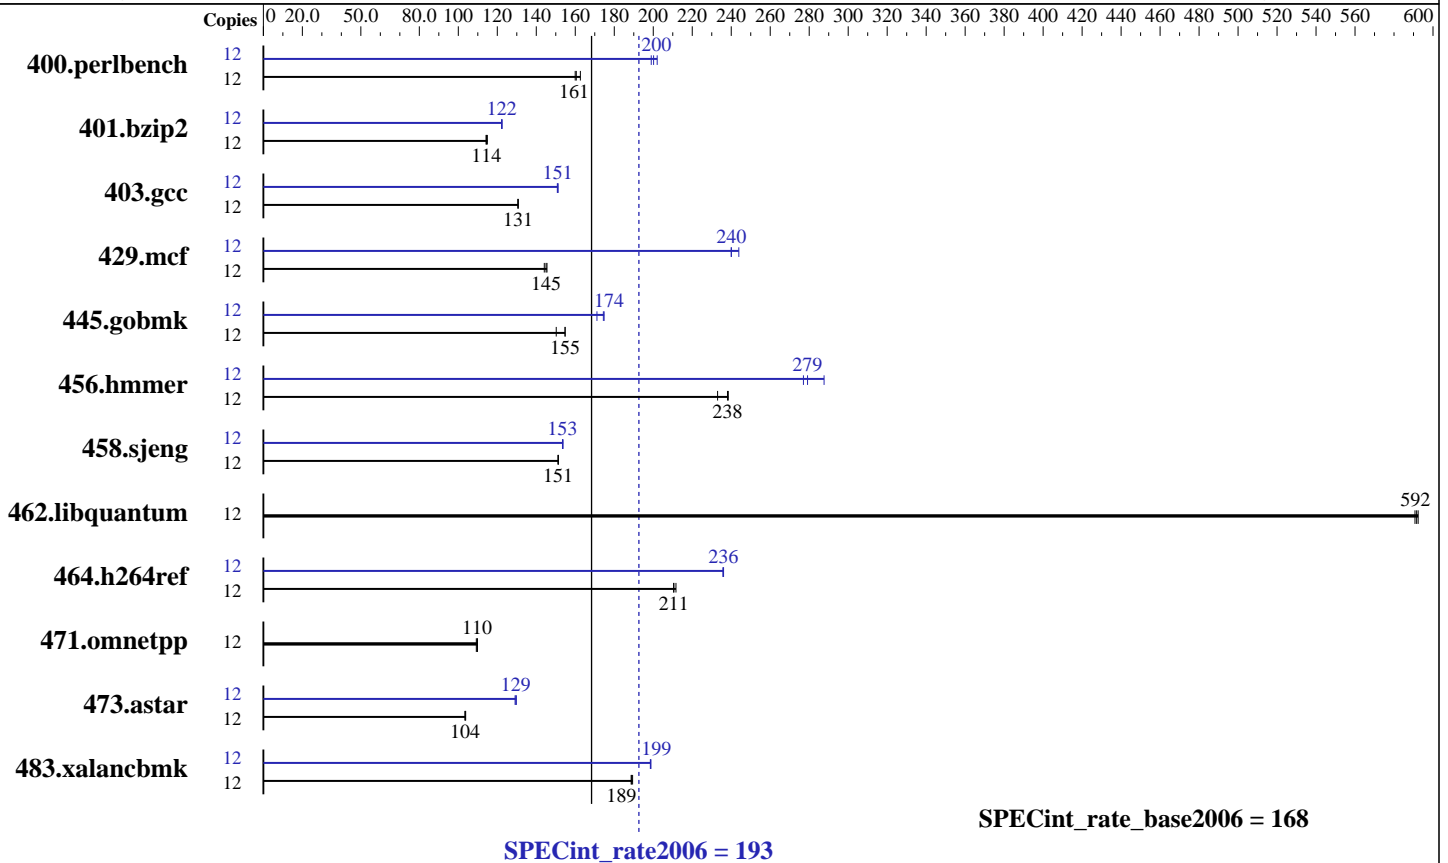 Copies 0 20.0 50.0 80.0 100 120 140 160 180 200 220 240 260 280 300 320 340 360 380 400 420 440 460 480 500 520 540 560 600
400.perlbench 12 200
12 161
401.bzip2 12 122
12 114
403.gcc 12 151
12 131
429.mcf 12 240
12 145
445.gobmk 12 174
12 155
456.hmmer 12 279
12 238
458.sjeng 12 153
12 151
462.libquantum 12 592
464.h264ref 12 236
12 211
471.omnetpp 12 110
473.astar 12 129
12 104
483.xalancbmk 12 199
12 189
SPECint_rate_base2006 = 168
SPECint_rate2006 = 193